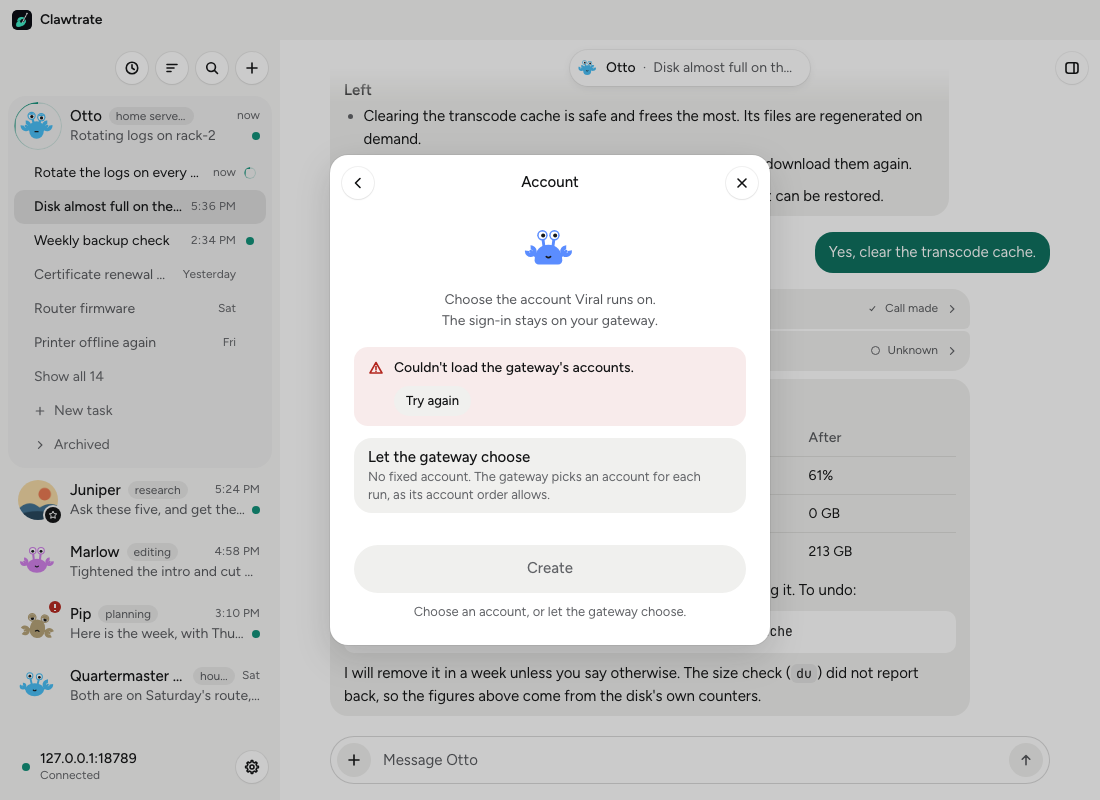 Clawtrate
Otto home serve... now
Rotating logs on rack-2
Rotate the logs on every ... now
Disk almost full on the... 5:36 PM
Weekly backup check 2:34 PM
Certificate renewal ... Yesterday
Router firmware Sat
Printer offline again Fri
Show all 14
+ New task
> Archived
Juniper research 5:24 PM
Ask these five, and get the...
Marlow editing 4:58 PM
Tightened the intro and cut ...
Pip planning 3:10 PM
Here is the week, with Thu...
Quartermaster ... hou... Sat
Both are on Saturday's route,...
127.0.0.1:18789
Connected
Otto · Disk almost full on th...
Left
• Clearing the transcode cache is safe and frees the most. Its files are regenerated on
demand.
download them again.
can be restored.
Yes, clear the transcode cache.
Call made
Unknown
After
61%
0 GB
213 GB
it. To undo:
I will remove it in a week unless you say otherwise. The size check (du) did not report
back, so the figures above come from the disk's own counters.
Message Otto
Account
Choose the account Viral runs on.
The sign-in stays on your gateway.
Couldn't load the gateway's accounts.
Try again
Let the gateway choose
No fixed account. The gateway picks an account for each
run, as its account order allows.
Create
Choose an account, or let the gateway choose.